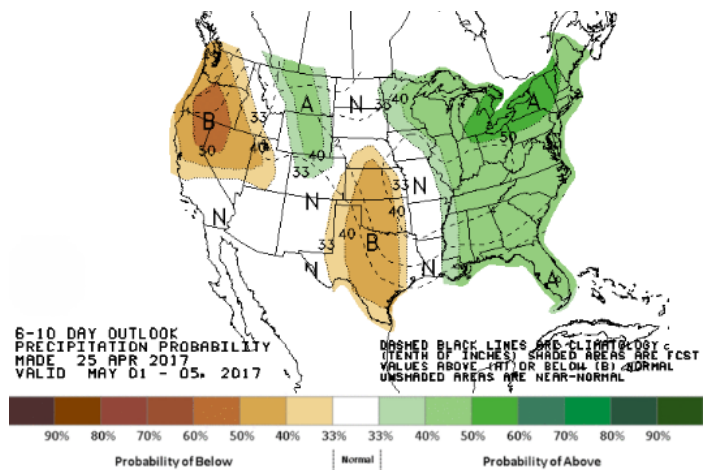 N
33
40
A
N
35
40
A
50
B
50
40
33
40
33
N
33
40
N
40
B
33
N
N
N
A
6-10 DAY OUTLOOK
PRECIPITATION PROBABILITY
MADE 25 APR 2017
VALID MAY 01 - 05, 2017
DASHED BLACK LINES ARE CLIMATOLOGY
(TENTH OF INCHES) SHADED AREAS ARE FCST
VALUES ABOVE (A) OR BELOW (B) NORMAL
UNSHADED AREAS ARE NEAR-NORMAL
90% 80% 70% 60% 50% 40% 33% 33% 40% 50% 60% 70% 80% 90%
Probability of Below Normal Probability of Above